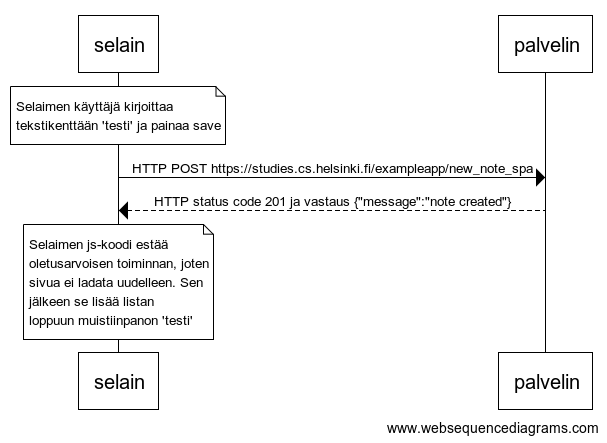 selain
palvelin
Selaimen käyttäjä kirjoittaa
tekstikenttään 'testi' ja painaa save
HTTP POST https://studies.cs.helsinki.fi/exampleapp/new_note_spa
HTTP status code 201 ja vastaus {"message":"note created"}
Selaimen js-koodi estää
oletusarvoisen toiminnan, joten
sivua ei ladata uudelleen. Sen
jälkeen se lisää listan
loppuun muistiinpanon 'testi'
selain
palvelin
www.websequencediagrams.com